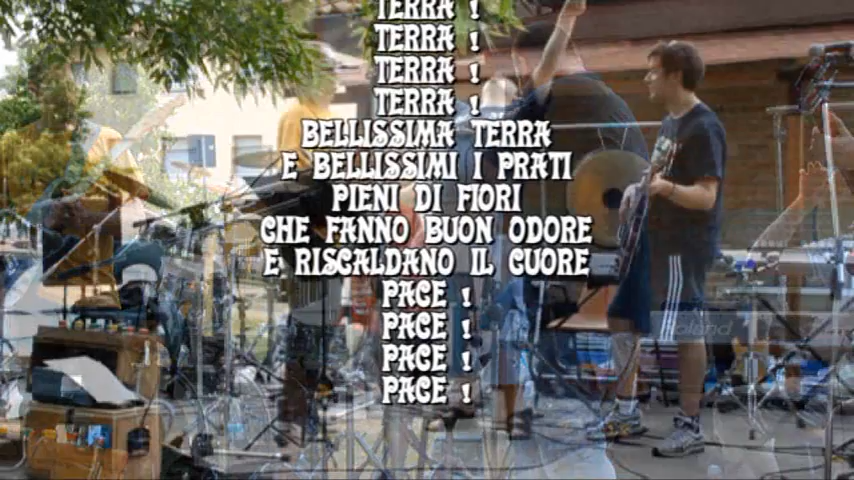 TERRA !
TERRA !
TERRA !
TERRA !
BELLISSIMA TERRA
E BELLISSIMI I PRATI
PIENI DI FIORI
CHE FANNO BUON ODORE
E RISCALDANO IL CUORE
PACE !
PACE !
PACE !
PACE !
Roland